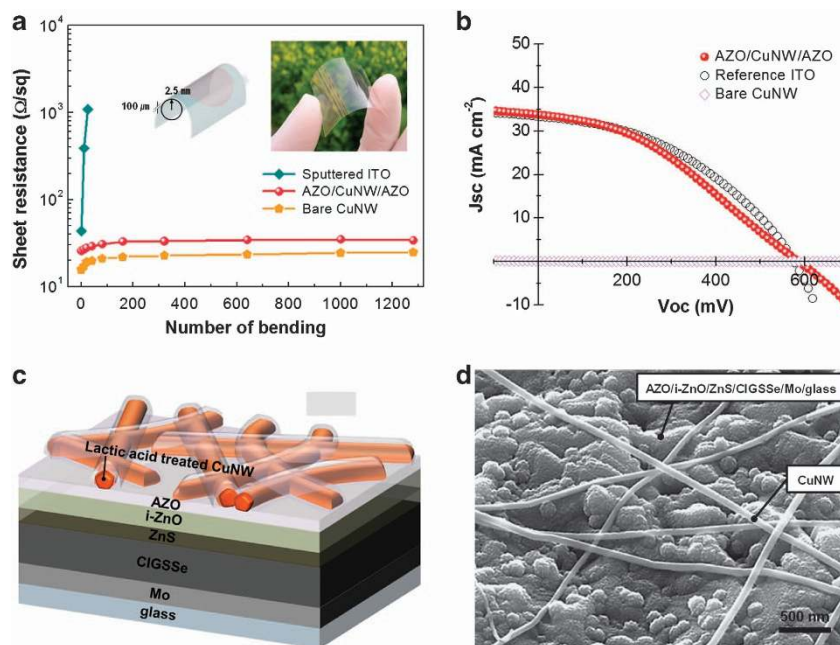 a
Sheet resistance (Ω/sq)
10⁴
10³
10²
10¹
2.5 mm
100 μm
Sputtered ITO
AZO/CuNW/AZO
Bare CuNW
0 200 400 600 800 1000 1200
Number of bending
b
Jsc (mA cm⁻²)
50
40
30
20
10
0
-10
AZO/CuNW/AZO
Reference ITO
Bare CuNW
200 400 600
Voc (mV)
c
Lactic acid treated CuNW
AZO
i-ZnO
ZnS
CIGSSe
Mo
glass
d
AZO/i-ZnO/ZnS/CIGSSe/Mo/glass
CuNW
500 nm